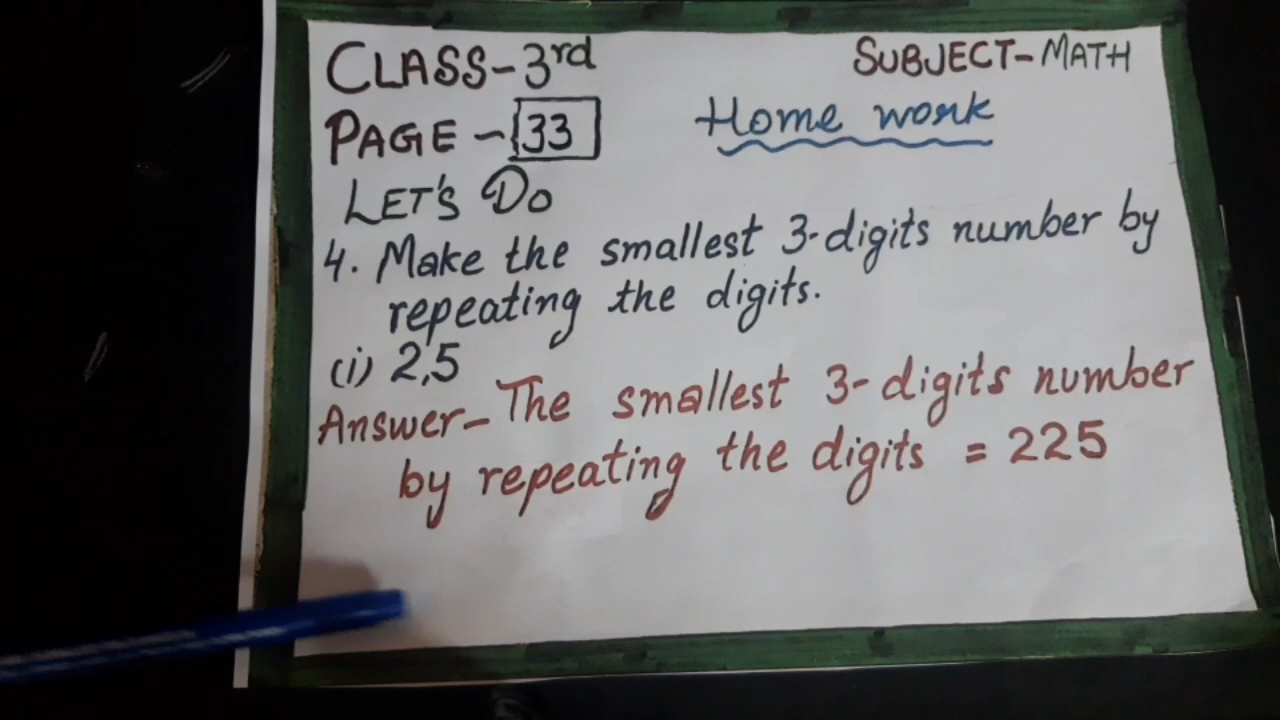 CLASS-3rd
SUBJECT-MATH
PAGE-33
Home work
LET'S DO
4. Make the smallest 3-digits number by
repeating the digits.
(i) 2,5
Answer-The smallest 3-digits number
by repeating the digits = 225